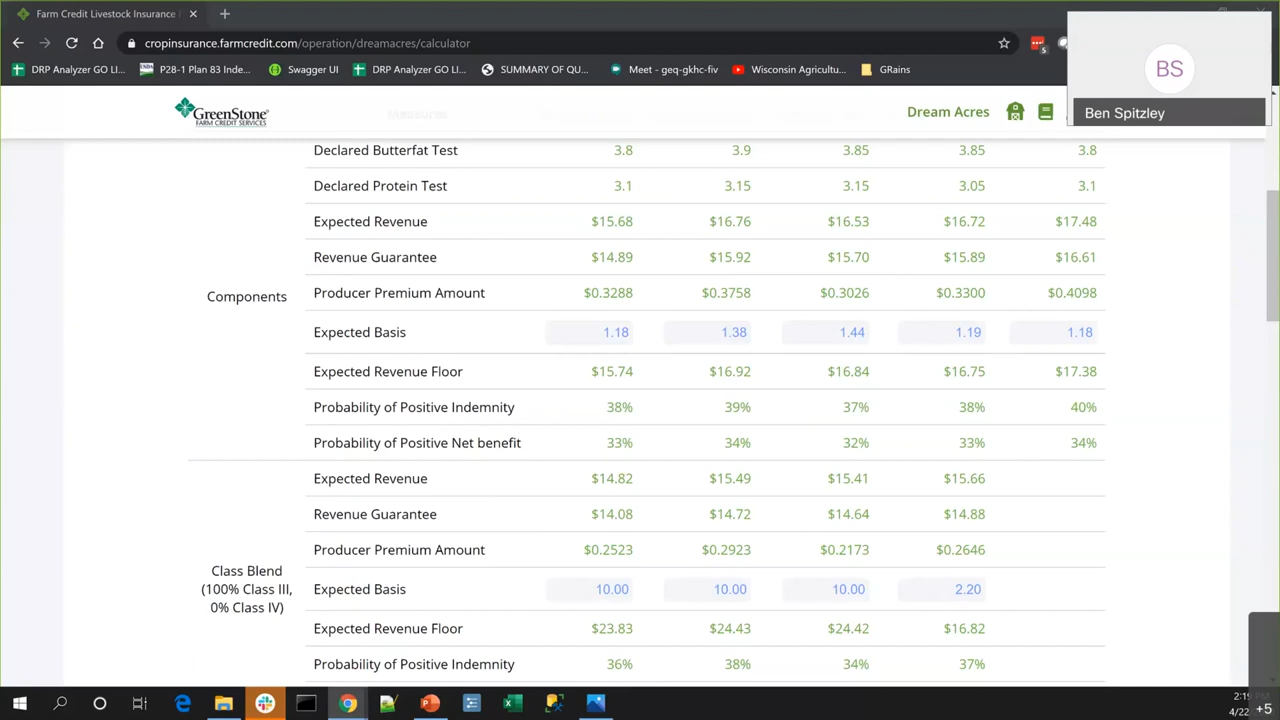 Farm Credit Livestock Insurance
cropinsurance.farmcredit.com/oper
/dreamacres/calculator
5
DRP Analyzer GO LI...
P28-1 Plan 83 Inde...
Swagger UI
DRP Analyzer GO LI
SUMMARY OF QU...
Meet - geq-gkhc-fiv
Wisconsin Agricultu...
GRains
BS
Ben Spitzley
GREENSTONE
FARM CREDIT SERVICES
Dream Acres
Declared Butterfat Test 3.8 3.9 3.85 3.85 3.8
Declared Protein Test 3.1 3.15 3.15 3.05 3.1
Expected Revenue $15.68 $16.76 $16.53 $16.72 $17.48
Revenue Guarantee $14.89 $15.92 $15.70 $15.89 $16.61
Components
Producer Premium Amount $0.3288 $0.3758 $0.3026 $0.3300 $0.4098
Expected Basis 1.18 1.38 1.44 1.19 1.18
Expected Revenue Floor $15.74 $16.92 $16.84 $16.75 $17.38
Probability of Positive Indemnity 38% 39% 37% 38% 40%
Probability of Positive Net benefit 33% 34% 32% 33% 34%
Expected Revenue $14.82 $15.49 $15.41 $15.66
Revenue Guarantee $14.08 $14.72 $14.64 $14.88
Producer Premium Amount $0.2523 $0.2923 $0.2173 $0.2646
Class Blend
(100% Class III,
0% Class IV)
Expected Basis 10.00 10.00 10.00 2.20
Expected Revenue Floor $23.83 $24.43 $24.42 $16.82
Probability of Positive Indemnity 36% 38% 34% 37%
2:19 PM
4/22
+5